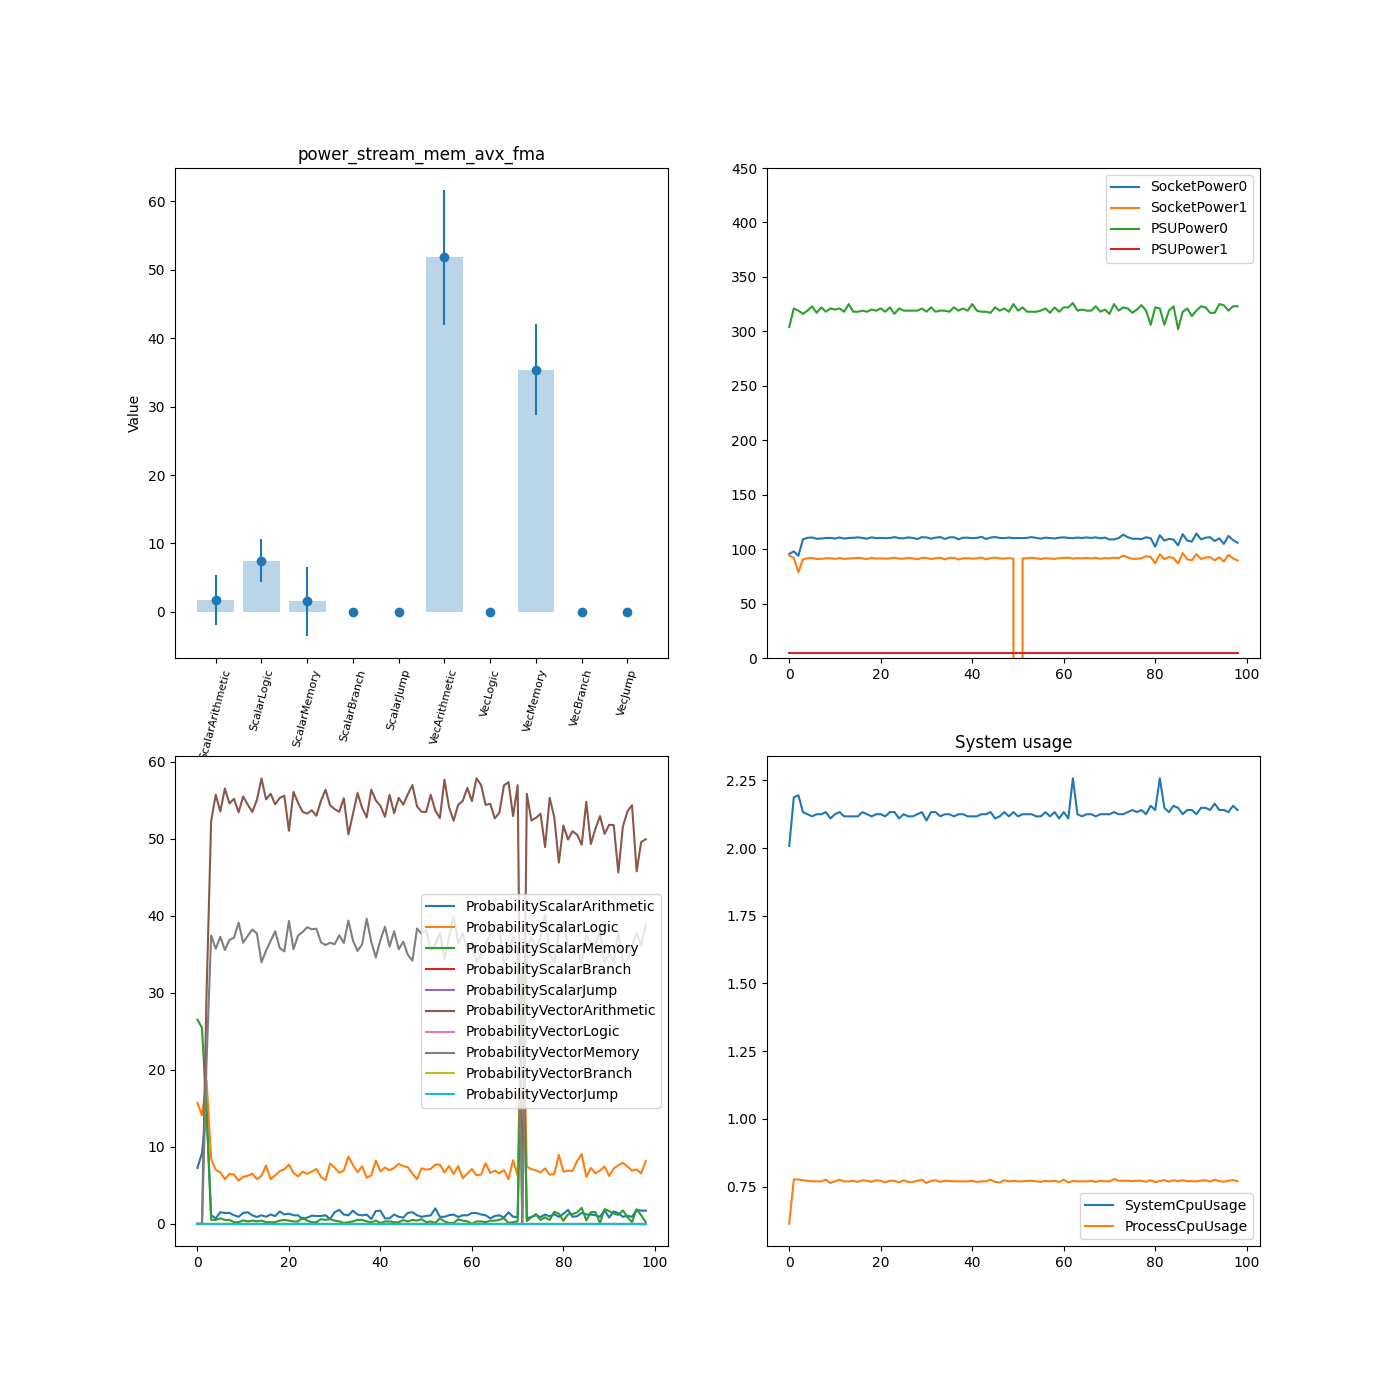 power_stream_mem_avx_fma
Value
60
50
40
30
20
10
0
ScalarArithmetic
ScalarLogic
ScalarMemory
ScalarBranch
ScalarJump
VecArithmetic
VecLogic
VecMemory
VecBranch
VecJump
450
400
350
300
250
200
150
100
50
0
0 20 40 60 80 100
SocketPower0
SocketPower1
PSUPower0
PSUPower1
60
50
40
30
20
10
0
0 20 40 60 80 100
ProbabilityScalarArithmetic
ProbabilityScalarLogic
ProbabilityScalarMemory
ProbabilityScalarBranch
ProbabilityScalarJump
ProbabilityVectorArithmetic
ProbabilityVectorLogic
ProbabilityVectorMemory
ProbabilityVectorBranch
ProbabilityVectorJump
System usage
2.25
2.00
1.75
1.50
1.25
1.00
0.75
0 20 40 60 80 100
SystemCpuUsage
ProcessCpuUsage